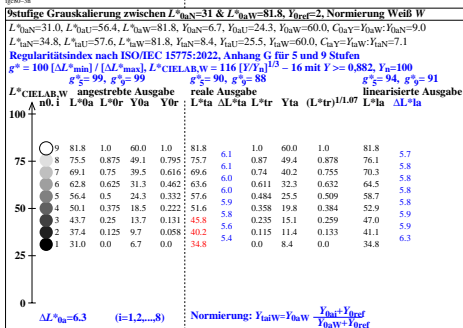 9stufige Grauskalierung zwischen L*0aN=31 & L*0aW=81.8, Y0ref=2, Normierung Weiß W
L*0aN=31.0, L*0aU=56.4, L*0aW=81.8, Y0aN=6.7, Y0aU=24.3, Y0aW=60.0, C0aY=Y0aW:Y0aN=9.0
L*taN=34.8, L*taU=57.6, L*taW=81.8, YtaN=8.4, YtaU=25.5, YtaW=60.0, CtaY=YtaW:YtaN=7.1
Regularitätsindex nach ISO/IEC 15775:2022, Anhang G für 5 und 9 Stufen
g* = 100 [ΔL*min] / [ΔL*max], L*CIELAB,W = 116 [Y/Yn]1/3 - 16 mit Y >= 0,882, Yn=100
g*5= 99, g*9= 99 g*5= 90, g*9= 88 g*5= 94, g*9= 91
L*CIELAB,W angestrebte Ausgabe reale Ausgabe linearisierte Ausgabe
n0. i L*0a L*0r Y0a Y0r L*ta ΔL*ta L*tr Yta (L*tr)1/1.07 L*la ΔL*la
100
9 81.8 1.0 60.0 1.0 81.8 1.0 60.0 1.0 81.8
6.1 5.7
8 75.6 0.875 49.1 0.795 75.7 0.87 49.4 0.878 76.1
75
6.1 5.8
7 69.1 0.75 39.5 0.616 69.6 0.74 40.2 0.755 70.3
6.0 5.8
6 62.8 0.625 31.3 0.462 63.6 0.611 32.3 0.632 64.5
6.0 5.8
5 56.4 0.5 24.3 0.332 57.6 0.484 25.5 0.509 58.7
5.9 5.8
50
4 50.1 0.375 18.5 0.222 51.6 0.358 19.8 0.384 52.9
5.8 5.9
3 43.7 0.25 13.7 0.131 45.8 0.235 15.1 0.259 47.0
5.6 5.9
2 37.4 0.125 9.7 0.058 40.2 0.115 11.4 0.133 41.1
5.4 6.3
1 31.0 0.0 6.7 0.0 34.8 0.0 8.4 0.0 34.8
25
0
ΔL*0a=6.3 (i=1,2,...,8) Normierung: YtaiW=Y0aW (Y0ai+Y0ref)/(Y0aW+Y0ref)